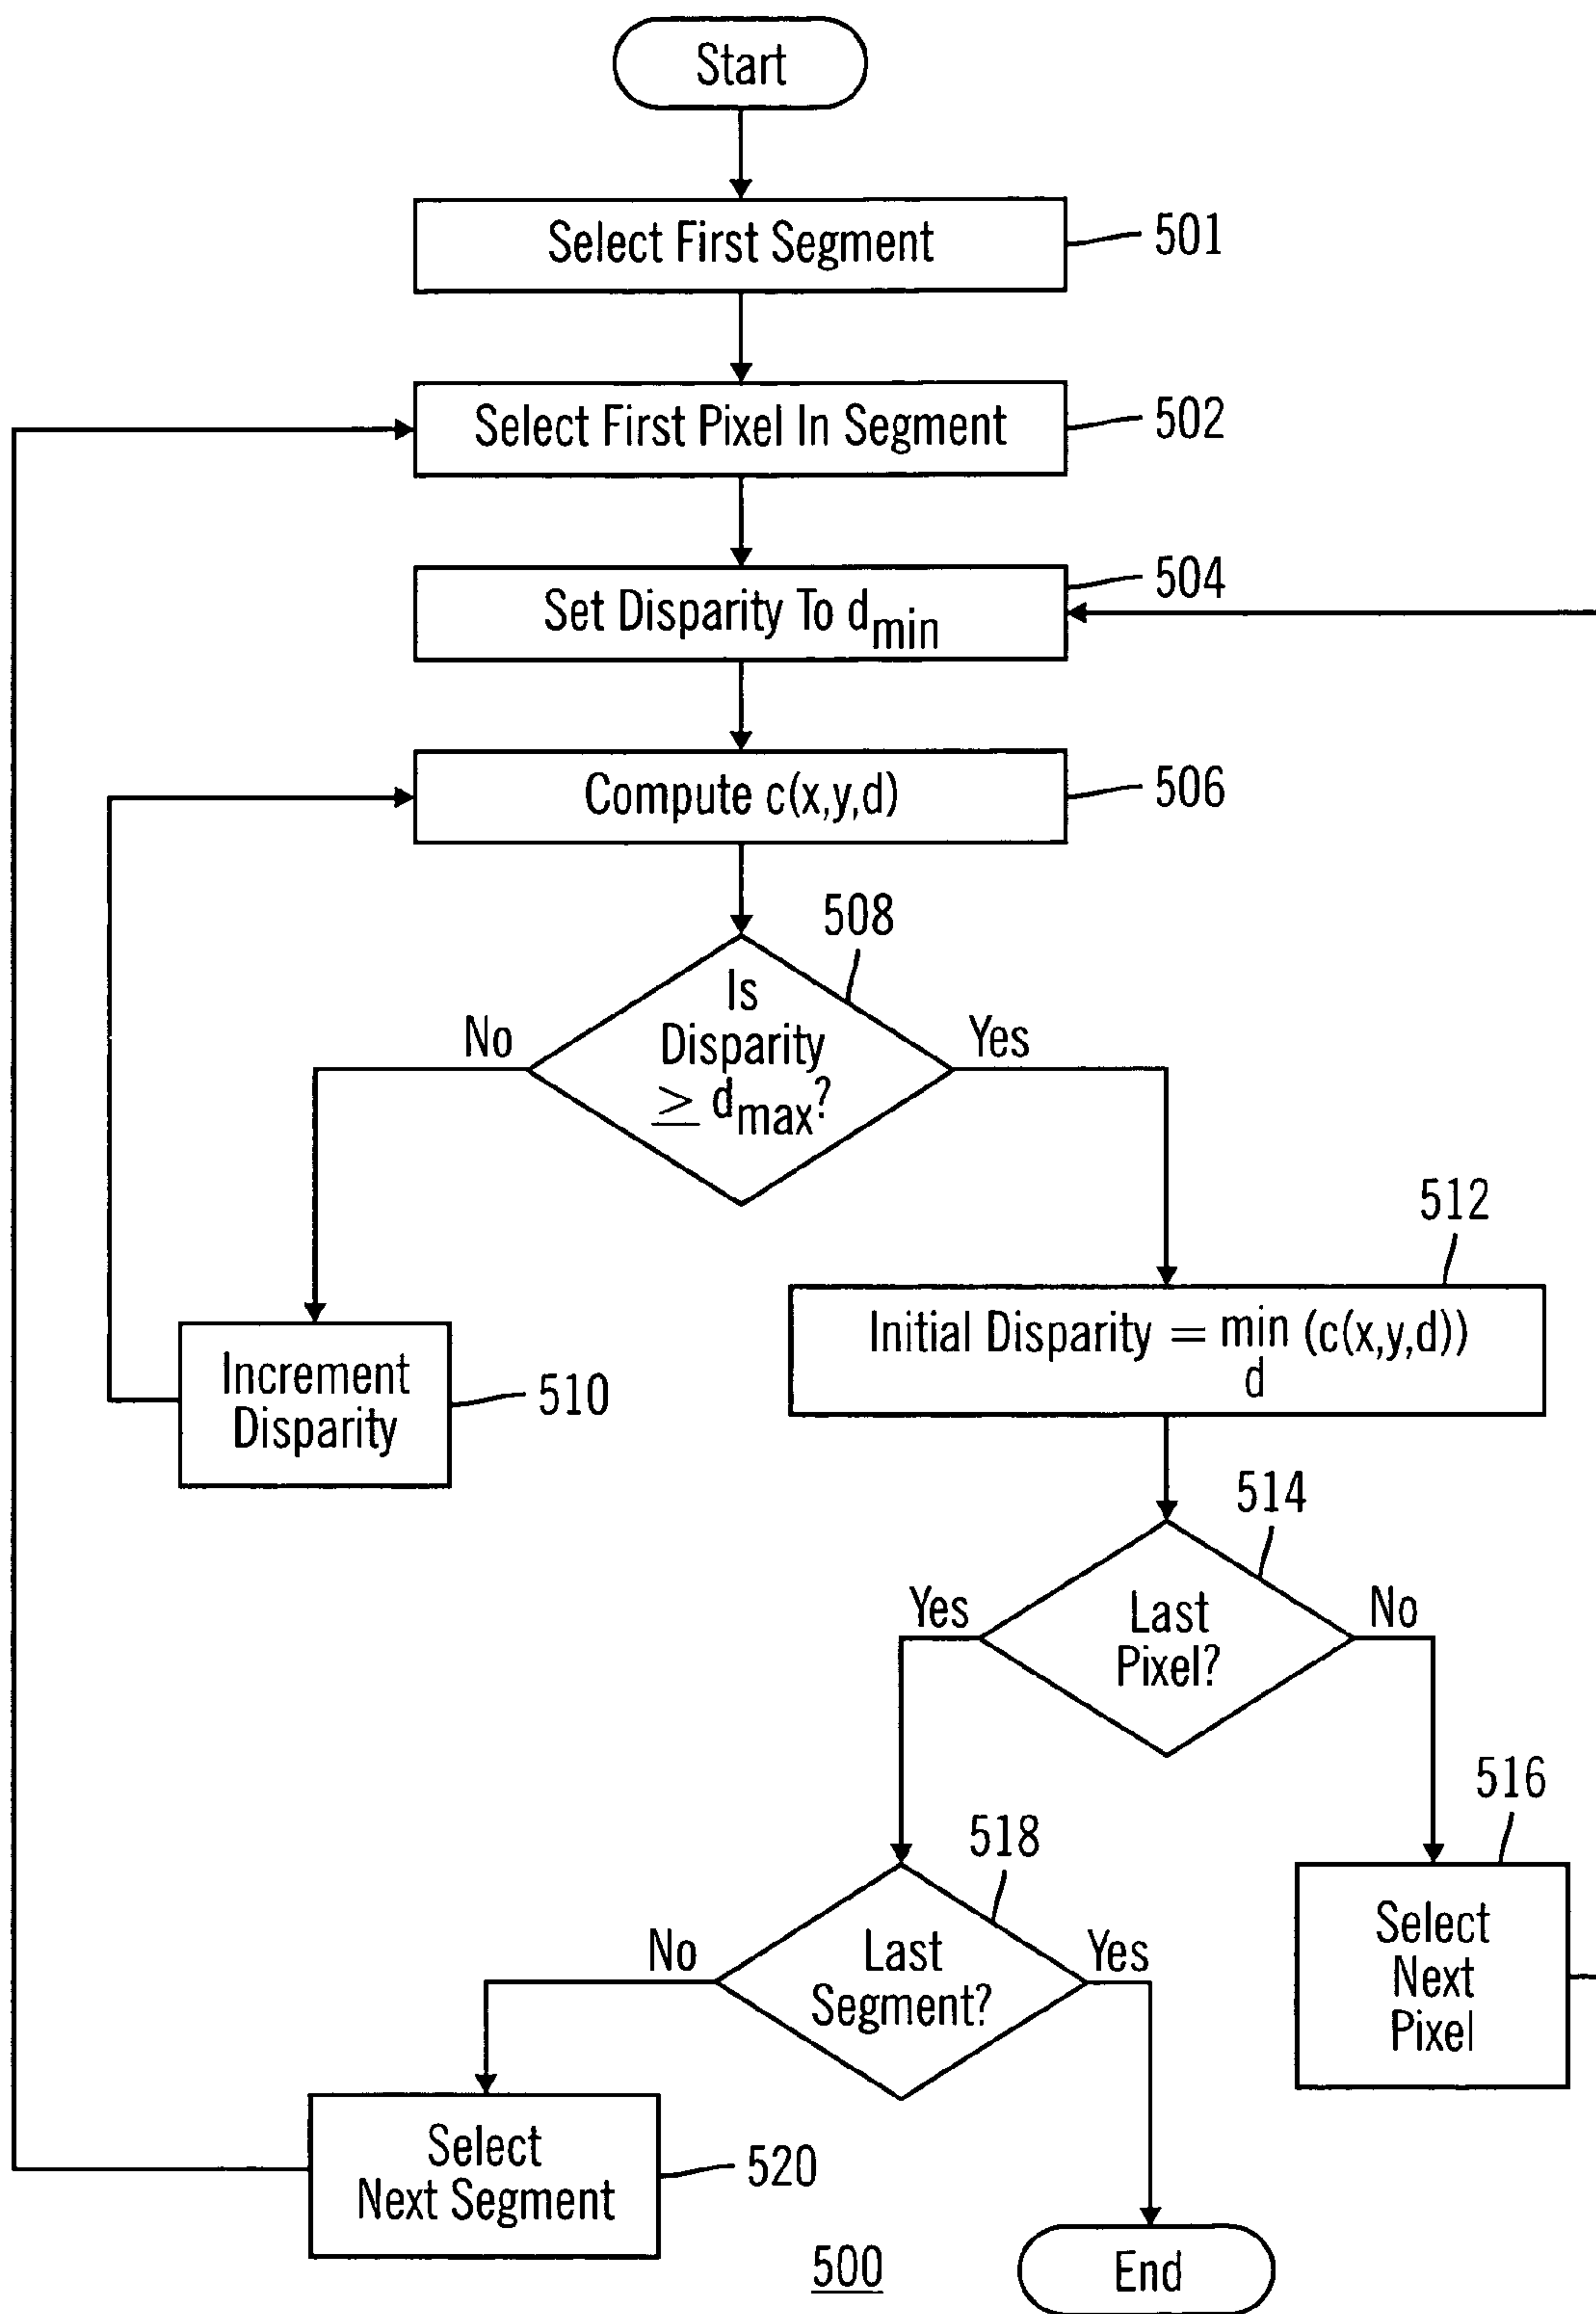 Start
Select First Segment
501
Select First Pixel In Segment
502
504
Set Disparity To dmin
Compute c(x,y,d)
506
508
Is
Disparity
≥ dmax?
No
Yes
512
Initial Disparity = min (c(x,y,d))
d
Increment
Disparity
510
514
Last
Pixel?
Yes
No
516
Select
Next
Pixel
518
Last
Segment?
No
Yes
Select
Next Segment
520
500
End